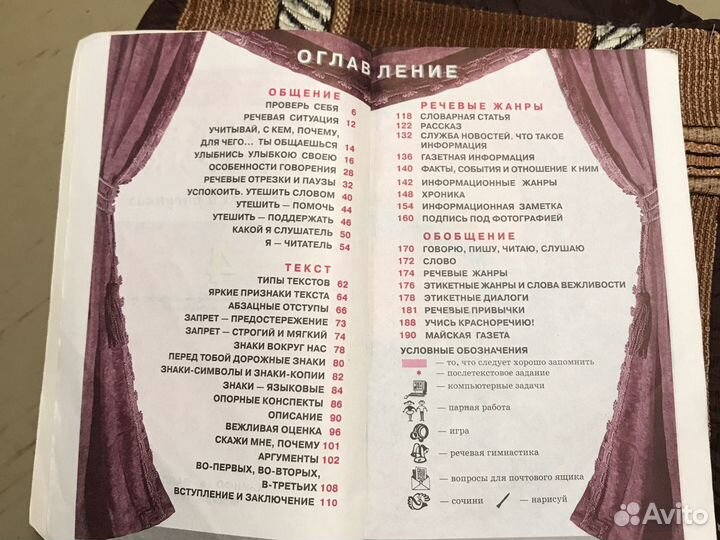 ОГЛАВЛЕНИЕ
ОБЩЕНИЕ
ПРОВЕРЬ СЕБЯ 6
РЕЧЕВАЯ СИТУАЦИЯ 12
УЧИТЫВАЙ, С КЕМ, ПОЧЕМУ,
ДЛЯ ЧЕГО... ТЫ ОБЩАЕШЬСЯ 14
УЛЫБНИСЬ УЛЫБКОЮ СВОЕЮ 16
ОСОБЕННОСТИ ГОВОРЕНИЯ 28
РЕЧЕВЫЕ ОТРЕЗКИ И ПАУЗЫ 32
УСПОКОИТЬ. УТЕШИТЬ СЛОВОМ 40
УТЕШИТЬ — ПОМОЧЬ 44
УТЕШИТЬ — ПОДДЕРЖАТЬ 46
КАКОЙ Я СЛУШАТЕЛЬ 50
Я — ЧИТАТЕЛЬ 54
ТЕКСТ
ТИПЫ ТЕКСТОВ 62
ЯРКИЕ ПРИЗНАКИ ТЕКСТА 64
АБЗАЦНЫЕ ОТСТУПЫ 66
ЗАПРЕТ — ПРЕДОСТЕРЕЖЕНИЕ 73
ЗАПРЕТ — СТРОГИЙ И МЯГКИЙ 74
ЗНАКИ ВОКРУГ НАС 78
ПЕРЕД ТОБОЙ ДОРОЖНЫЕ ЗНАКИ 80
ЗНАКИ-СИМВОЛЫ И ЗНАКИ-КОПИИ 82
ЗНАКИ — ЯЗЫКОВЫЕ 84
ОПОРНЫЕ КОНСПЕКТЫ 86
ОПИСАНИЕ 90
ВЕЖЛИВАЯ ОЦЕНКА 96
СКАЖИ МНЕ, ПОЧЕМУ 101
АРГУМЕНТЫ 102
ВО-ПЕРВЫХ, ВО-ВТОРЫХ,
В-ТРЕТЬИХ 108
ВСТУПЛЕНИЕ И ЗАКЛЮЧЕНИЕ 110
РЕЧЕВЫЕ ЖАНРЫ
118 СЛОВАРНАЯ СТАТЬЯ
122 РАССКАЗ
132 СЛУЖБА НОВОСТЕЙ. ЧТО ТАКОЕ
ИНФОРМАЦИЯ
136 ГАЗЕТНАЯ ИНФОРМАЦИЯ
140 ФАКТЫ, СОБЫТИЯ И ОТНОШЕНИЕ К НИМ
142 ИНФОРМАЦИОННЫЕ ЖАНРЫ
148 ХРОНИКА
154 ИНФОРМАЦИОННАЯ ЗАМЕТКА
160 ПОДПИСЬ ПОД ФОТОГРАФИЕЙ
ОБОБЩЕНИЕ
170 ГОВОРЮ, ПИШУ, ЧИТАЮ, СЛУШАЮ
172 СЛОВО
174 РЕЧЕВЫЕ ЖАНРЫ
176 ЭТИКЕТНЫЕ ЖАНРЫ И СЛОВА ВЕЖЛИВОСТИ
178 ЭТИКЕТНЫЕ ДИАЛОГИ
181 РЕЧЕВЫЕ ПРИВЫЧКИ
188 УЧИСЬ КРАСНОРЕЧИЮ!
190 МАЙСКАЯ ГАЗЕТА
УСЛОВНЫЕ ОБОЗНАЧЕНИЯ
— то, что следует хорошо запомнить
* — послетекстовое задание
— компьютерные задачи
— парная работа
— игра
— речевая гимнастика
— вопросы для почтового ящика
— сочини — нарисуй
Avito